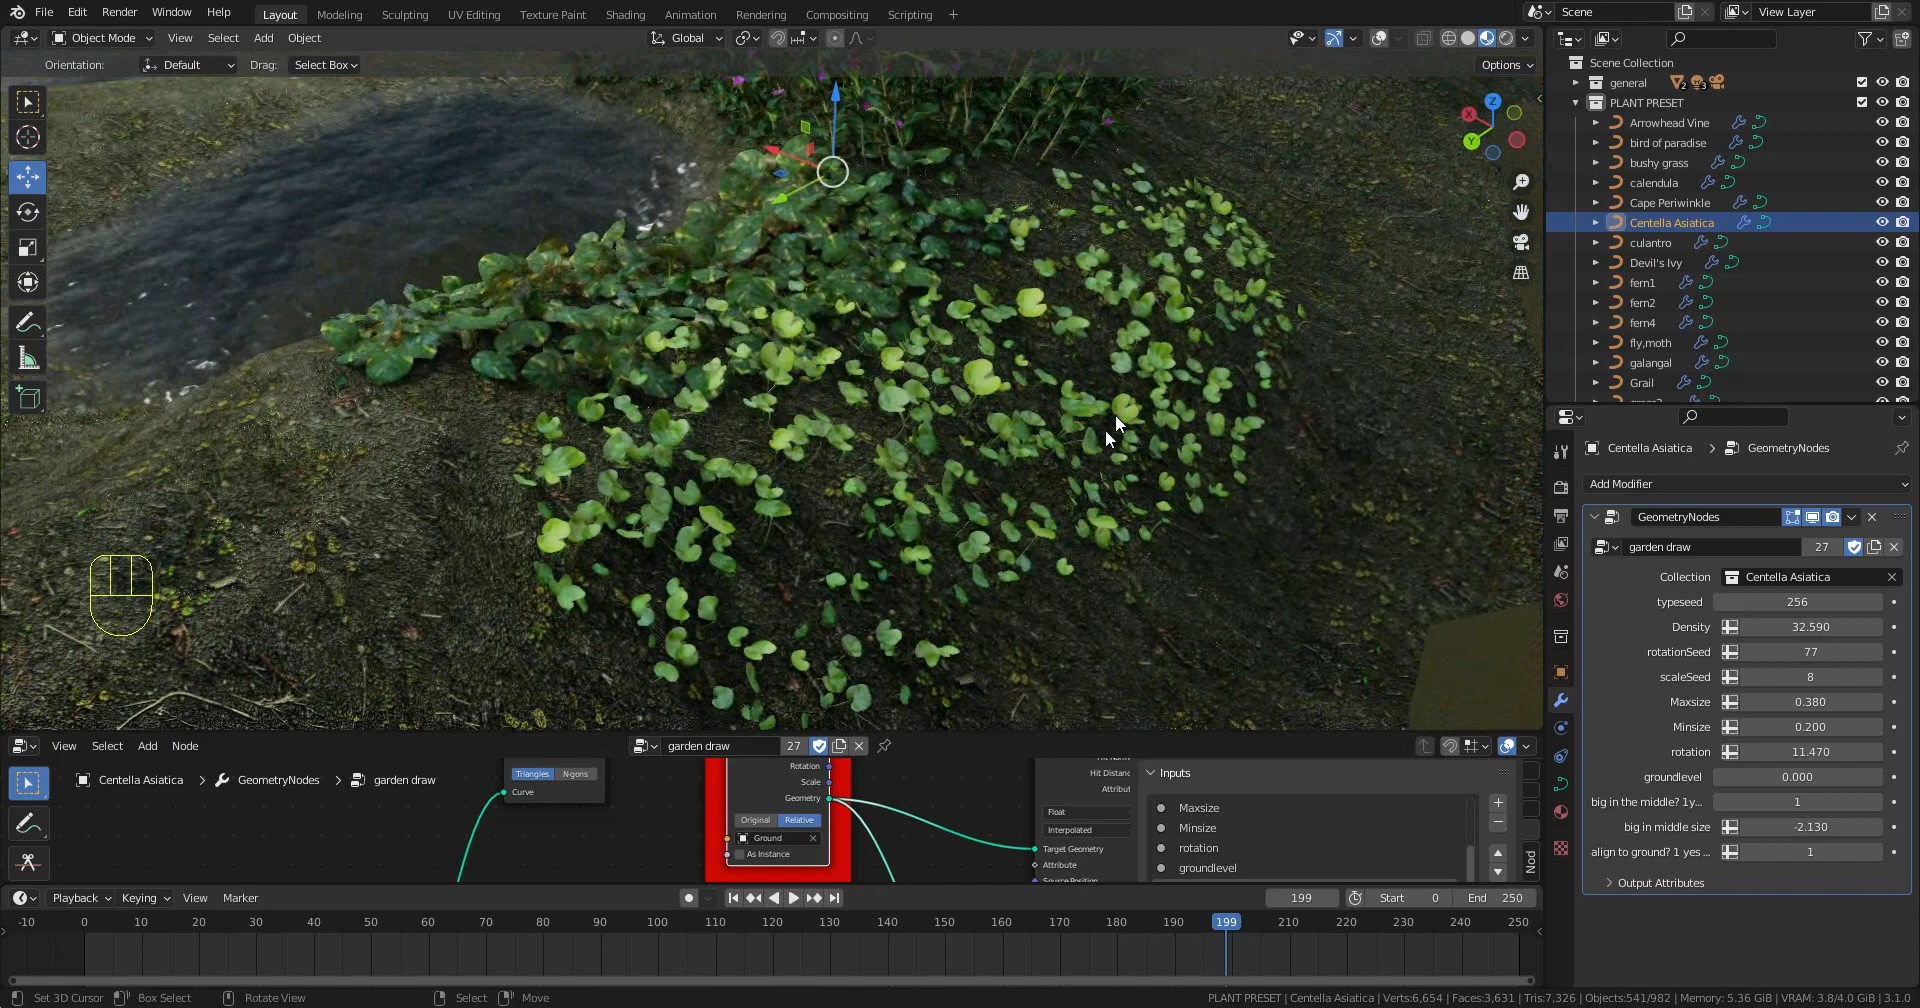 File Edit Render Window Help
Layout Modeling Sculpting UV Editing Texture Paint Shading Animation Rendering Compositing Scripting +
Scene View Layer
Object Mode View Select Add Object
Global
Orientation: Default Drag: Select Box
Options
Z
X
Y
Scene Collection
general 2 3
PLANT PRESET
Arrowhead Vine
bird of paradise
bushy grass
calendula
Cape Periwinkle
Centella Asiatica
culantro
Devil's Ivy
fern1
fern2
fern4
fly,moth
galangal
Grail
Centella Asiatica > GeometryNodes
Add Modifier
GeometryNodes
garden draw 27
Collection Centella Asiatica
typeseed 256
Density 32.590
rotationSeed 77
scaleSeed 8
Maxsize 0.380
Minsize 0.200
rotation 11.470
groundlevel 0.000
big in the middle? 1y... 1
big in middle size -2.130
align to ground? 1 yes ... 1
Output Attributes
View Select Add Node
garden draw 27
Centella Asiatica > GeometryNodes > garden draw
Triangles N-gons
Curve
Rotation
Scale
Geometry
Original Relative
Ground
As Instance
Hit Distanc
Attribut
Float
Interpolated
Target Geometry
Attribute
Source Position
Inputs
Maxsize
Minsize
rotation
groundlevel
Nod
Playback Keying View Marker
199 Start 0 End 250
-10 0 10 20 30 40 50 60 70 80 90 100 110 120 130 140 150 160 170 180 190 199 210 220 230 240 250
Set 3D Cursor Box Select Rotate View Select Move
PLANT PRESET | Centella Asiatica | Verts:6,654 | Faces:3,631 | Tris:7,326 | Objects:541/982 | Memory: 5.36 GiB | VRAM: 3.8/4.0 GiB | 3.1.0